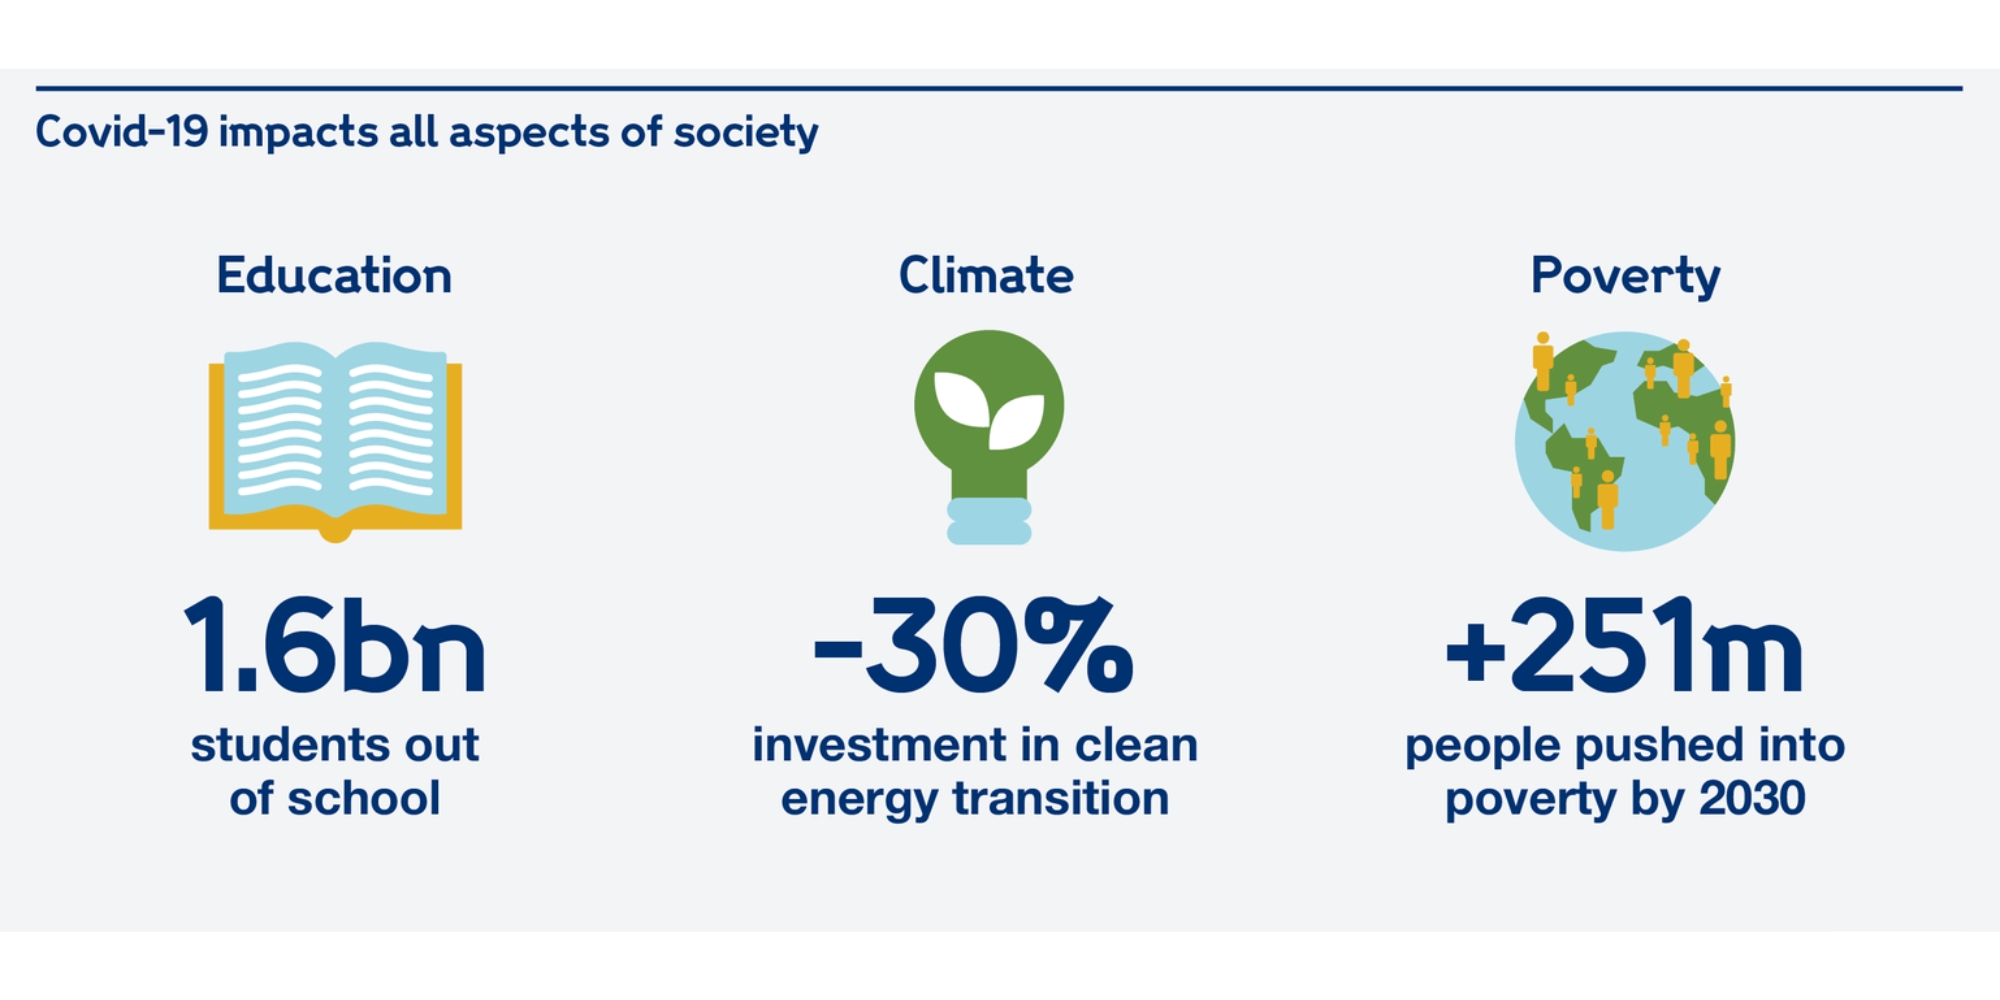 Covid-19 impacts all aspects of society
Education
1.6bn
students out
of school
Climate
-30%
investment in clean
energy transition
Poverty
+251m
people pushed into
poverty by 2030